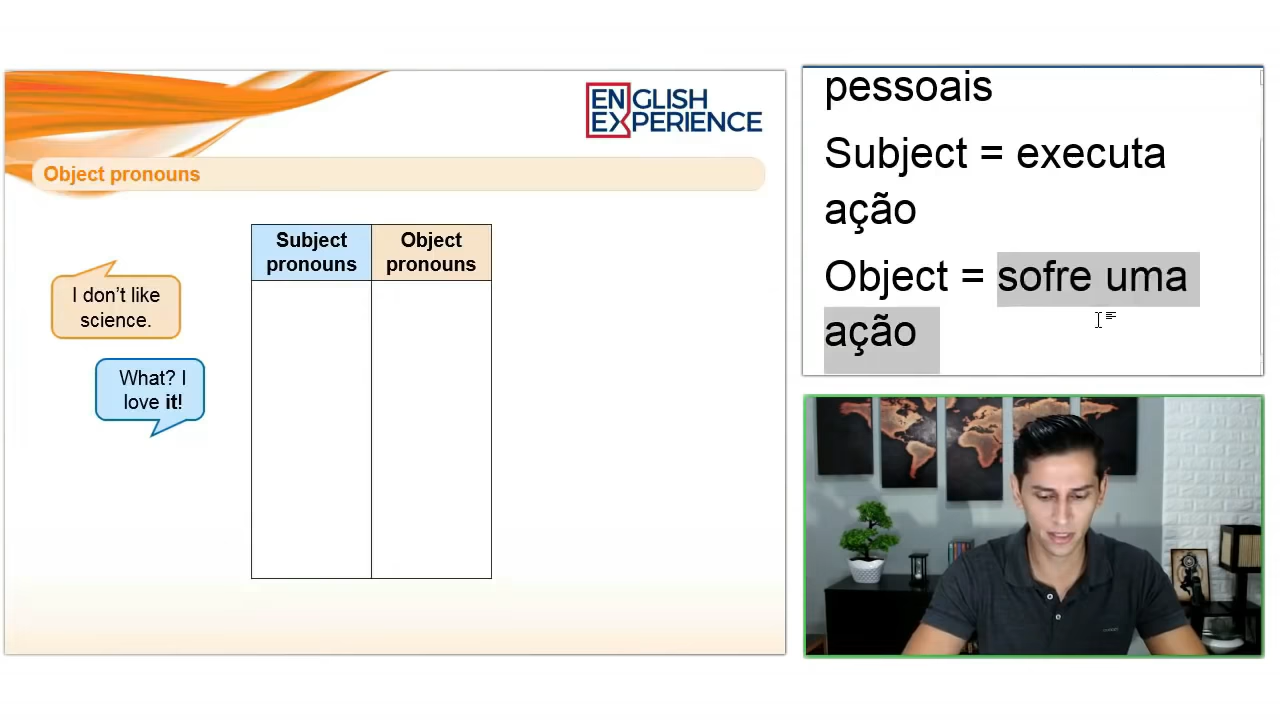 ENGLISH
EXPERIENCE
Object pronouns
Subject
pronouns
Object
pronouns
I don’t like
science.
What? I
love it!
pessoais
Subject = executa
ação
Object = sofre uma
ação